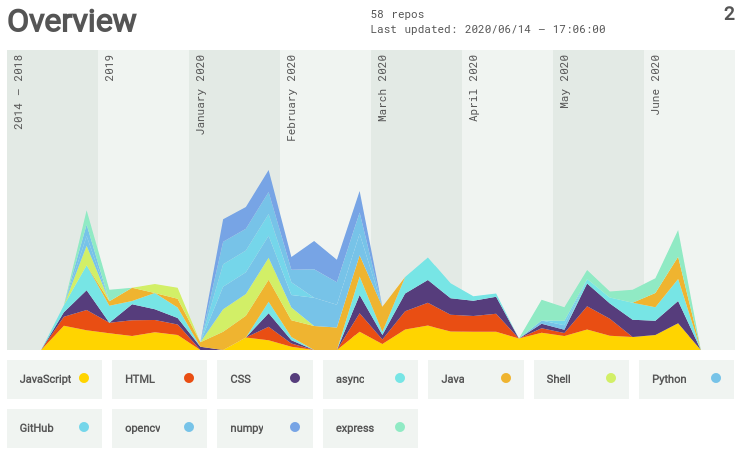 Overview
58 repos
Last updated: 2020/06/14 — 17:06:00
2
2014 — 2018
2019
January 2020
February 2020
March 2020
April 2020
May 2020
June 2020
JavaScript
HTML
CSS
async
Java
Shell
Python
GitHub
opencv
numpy
express